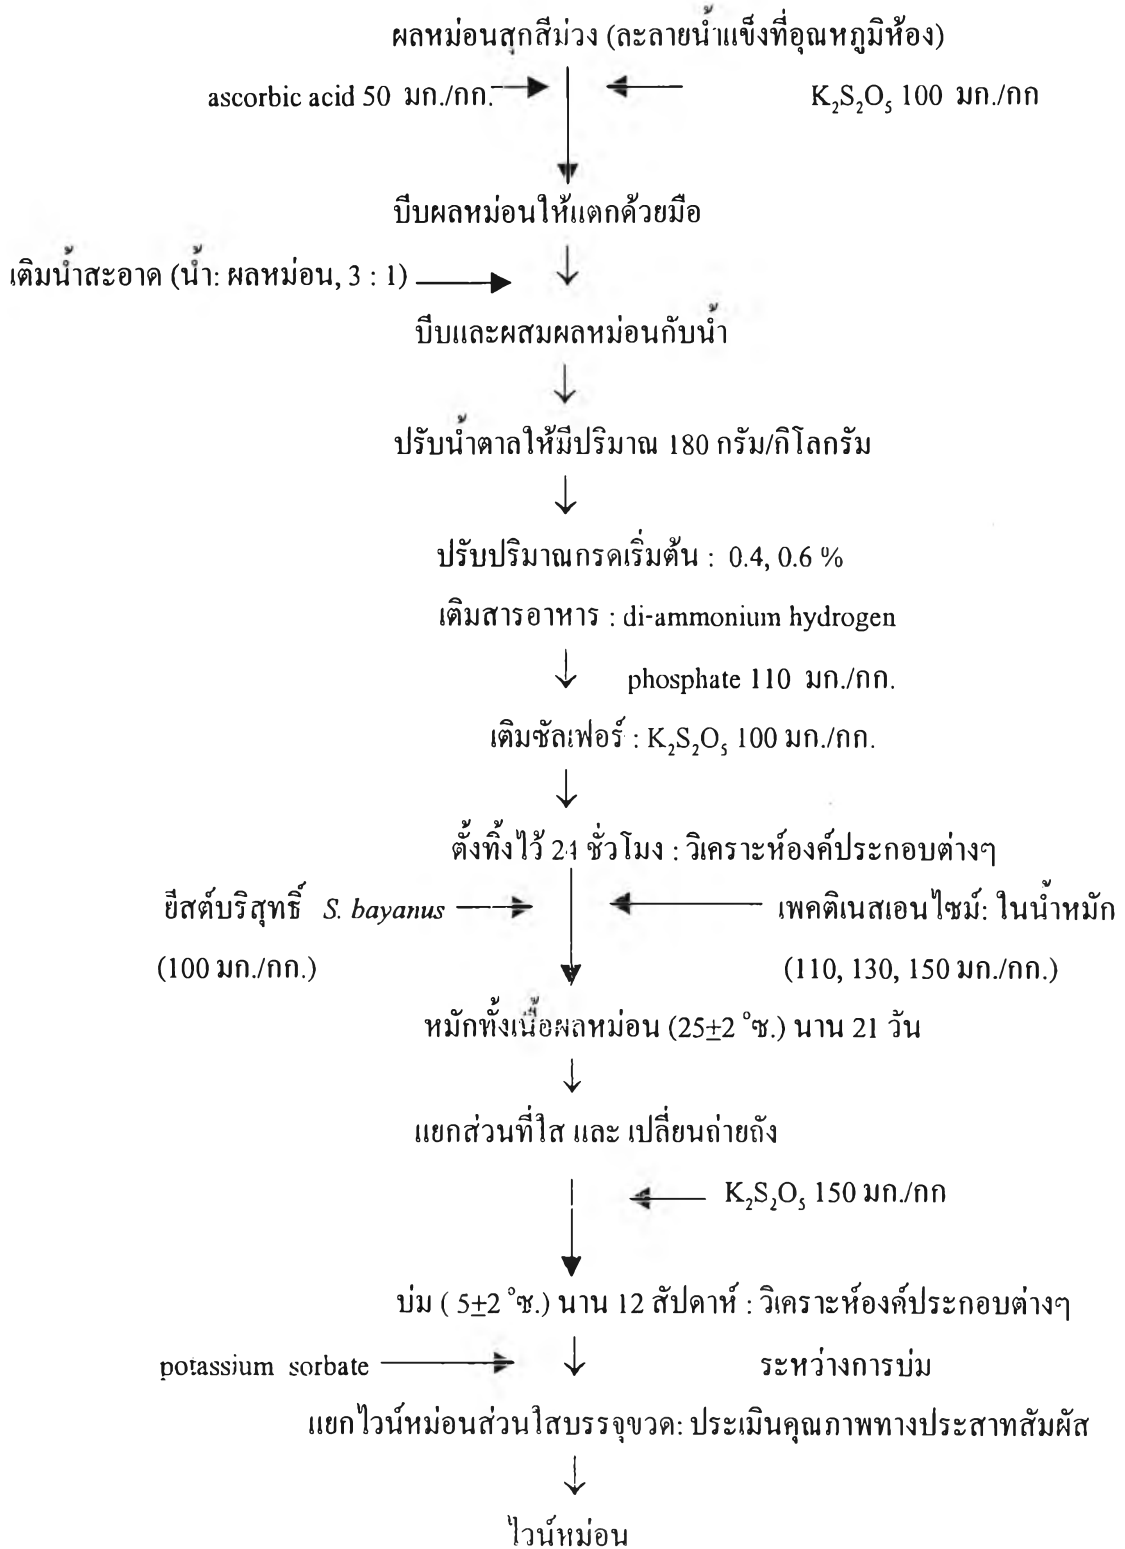 ผลหม่อนสุกสีม่วง (ละลายน้ำแข็งที่อุณหภูมิห้อง)
ascorbic acid 50 มก./กก. K₂S₂O₅ 100 มก./กก
บีบผลหม่อนให้แตกด้วยมือ
เติมน้ำสะอาด (น้ำ: ผลหม่อน, 3 : 1)
บีบและผสมผลหม่อนกับน้ำ
ปรับน้ำตาลให้มีปริมาณ 180 กรัม/กิโลกรัม
ปรับปริมาณกรดเริ่มต้น : 0.4, 0.6 %
เติมสารอาหาร : di-ammonium hydrogen
phosphate 110 มก./กก.
เติมซัลเฟอร์ : K₂S₂O₅ 100 มก./กก.
ตั้งทิ้งไว้ 24 ชั่วโมง : วิเคราะห์องค์ประกอบต่างๆ
ยีสต์บริสุทธิ์ S. bayanus เพคติเนสเอนไซม์: ในน้ำหมัก
(100 มก./กก.) (110, 130, 150 มก./กก.)
หมักทั้งเนื้อผลหม่อน (25±2 °ซ.) นาน 21 วัน
แยกส่วนที่ใส และ เปลี่ยนถ่ายถัง
K₂S₂O₅ 150 มก./กก
บ่ม ( 5±2 °ซ.) นาน 12 สัปดาห์ : วิเคราะห์องค์ประกอบต่างๆ
potassium sorbate ระหว่างการบ่ม
แยกไวน์หม่อนส่วนใสบรรจุขวด: ประเมินคุณภาพทางประสาทสัมผัส
ไวน์หม่อน